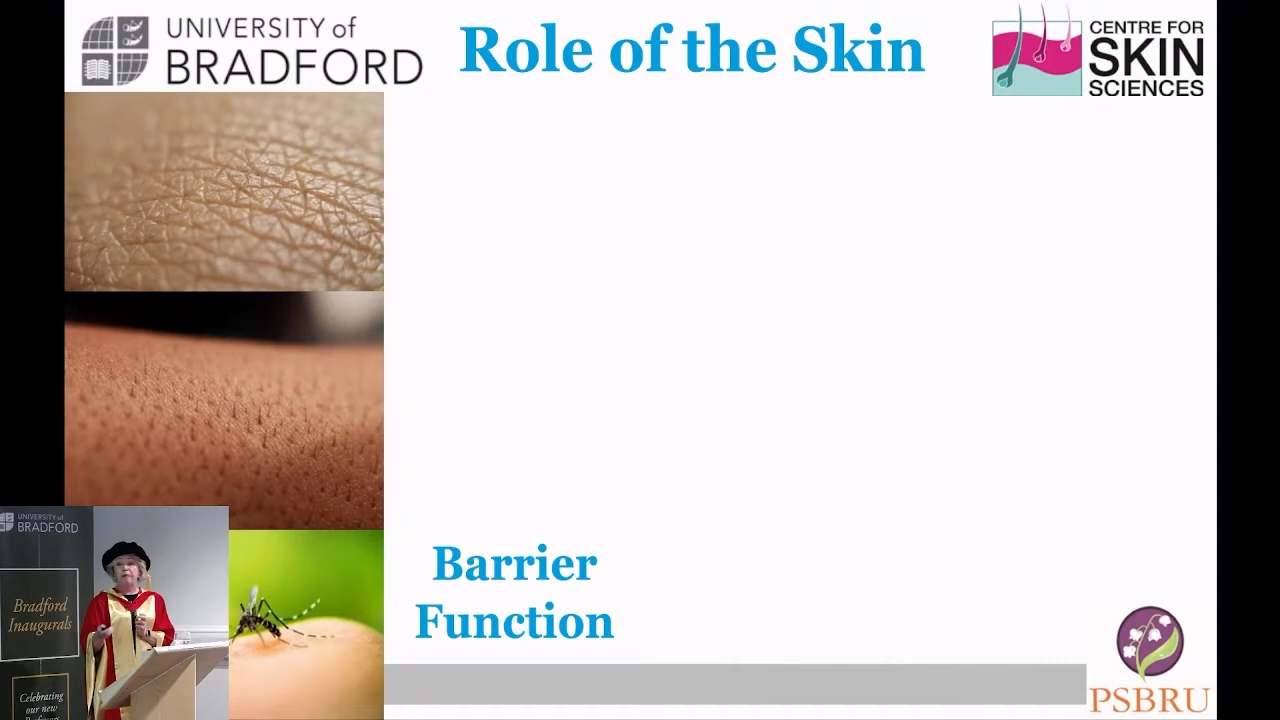 UNIVERSITY of
BRADFORD
Role of the Skin
CENTRE FOR
SKIN
SCIENCES
UNIVERSITY of
BRADFORD
Bradford
Inaugurals
Celebrating
our new
Professors
Barrier
Function
PSBRU